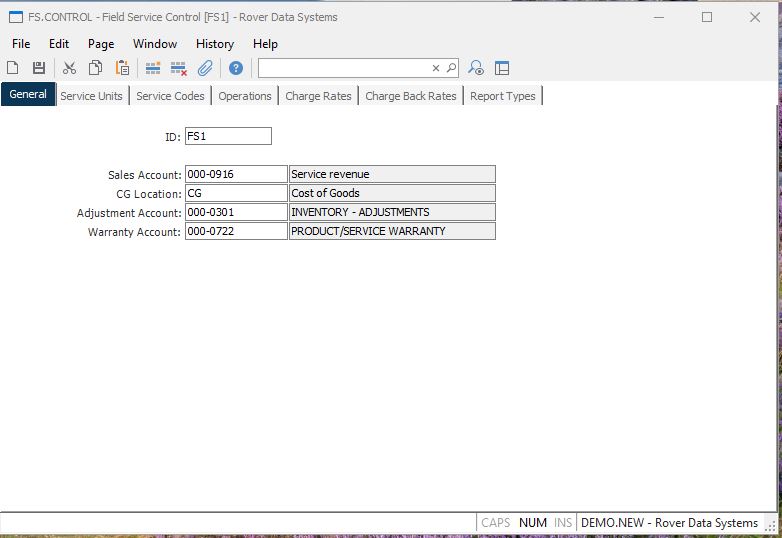 FS.CONTROL - Field Service Control [FS1] - Rover Data Systems
File Edit Page Window History Help
General Service Units Service Codes Operations Charge Rates Charge Back Rates Report Types
ID: FS1
Sales Account: 000-0916 Service revenue
CG Location: CG Cost of Goods
Adjustment Account: 000-0301 INVENTORY - ADJUSTMENTS
Warranty Account: 000-0722 PRODUCT/SERVICE WARRANTY
CAPS NUM INS DEMO.NEW - Rover Data Systems